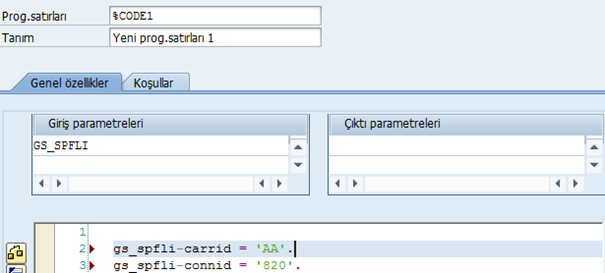 Prog.satırları %CODE1
Tanım Yeni prog.satırları 1
Genel özellikler Koşullar
Giriş parametreleri Çıktı parametreleri
GS_SPFLI
1
2 gs_spfli-carrid = 'AA'.
3 gs_spfli-connid = '820'.